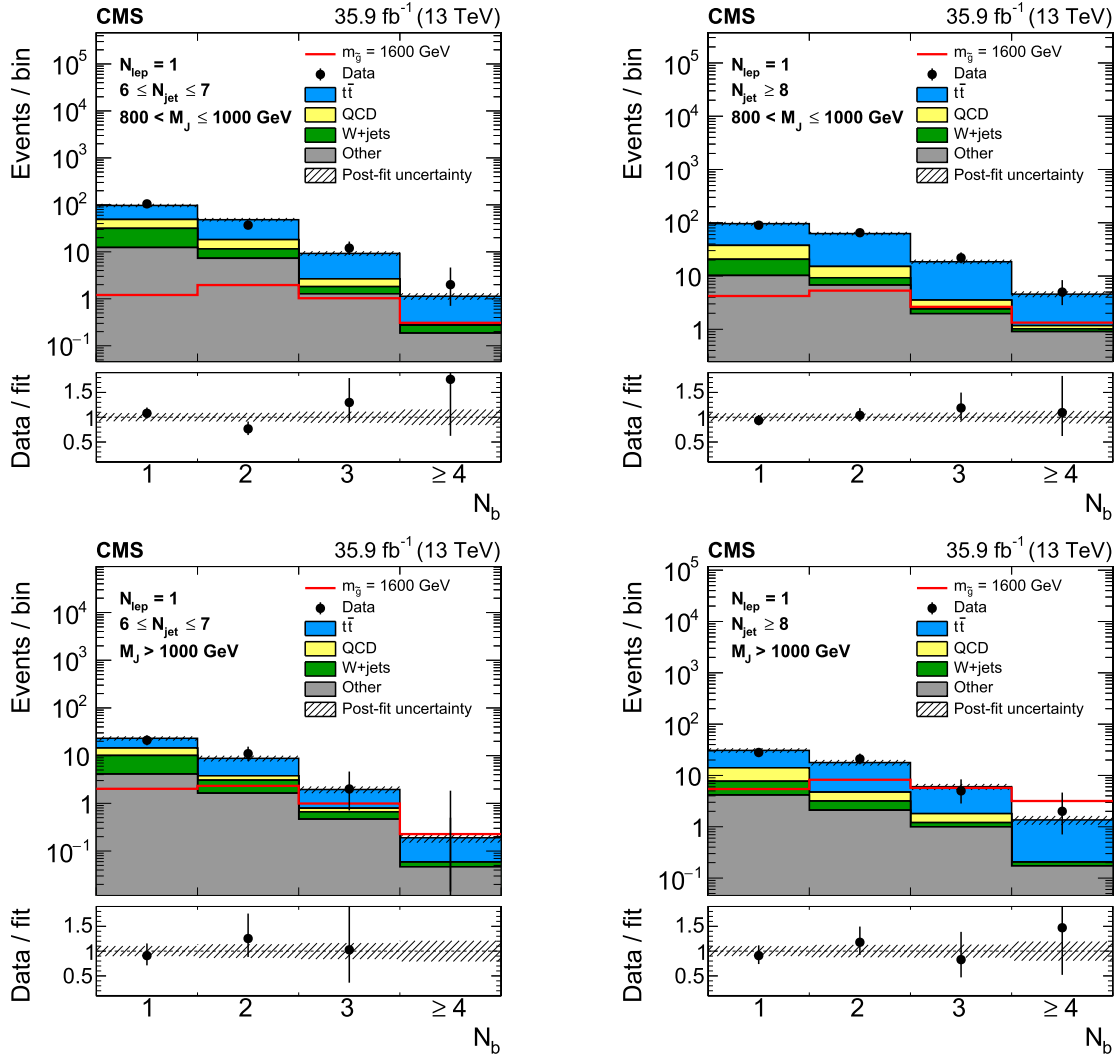 CMS 35.9 fb⁻¹ (13 TeV)
Events / bin
N_lep = 1
6 ≤ N_jet ≤ 7
800 < M_J ≤ 1000 GeV
m_g̃ = 1600 GeV
Data
tt̄
QCD
W+jets
Other
Post-fit uncertainty
10⁵
10⁴
10³
10²
10
1
10⁻¹
Data / fit
1.5
1
0.5
1 2 3 ≥ 4
N_b
CMS 35.9 fb⁻¹ (13 TeV)
Events / bin
N_lep = 1
N_jet ≥ 8
800 < M_J ≤ 1000 GeV
m_g̃ = 1600 GeV
Data
tt̄
QCD
W+jets
Other
Post-fit uncertainty
10⁵
10⁴
10³
10²
10
1
Data / fit
1.5
1
0.5
1 2 3 ≥ 4
N_b
CMS 35.9 fb⁻¹ (13 TeV)
Events / bin
N_lep = 1
6 ≤ N_jet ≤ 7
M_J > 1000 GeV
m_g̃ = 1600 GeV
Data
tt̄
QCD
W+jets
Other
Post-fit uncertainty
10⁴
10³
10²
10
1
10⁻¹
Data / fit
1.5
1
0.5
1 2 3 ≥ 4
N_b
CMS 35.9 fb⁻¹ (13 TeV)
Events / bin
N_lep = 1
N_jet ≥ 8
M_J > 1000 GeV
m_g̃ = 1600 GeV
Data
tt̄
QCD
W+jets
Other
Post-fit uncertainty
10⁵
10⁴
10³
10²
10
1
10⁻¹
Data / fit
1.5
1
0.5
1 2 3 ≥ 4
N_b